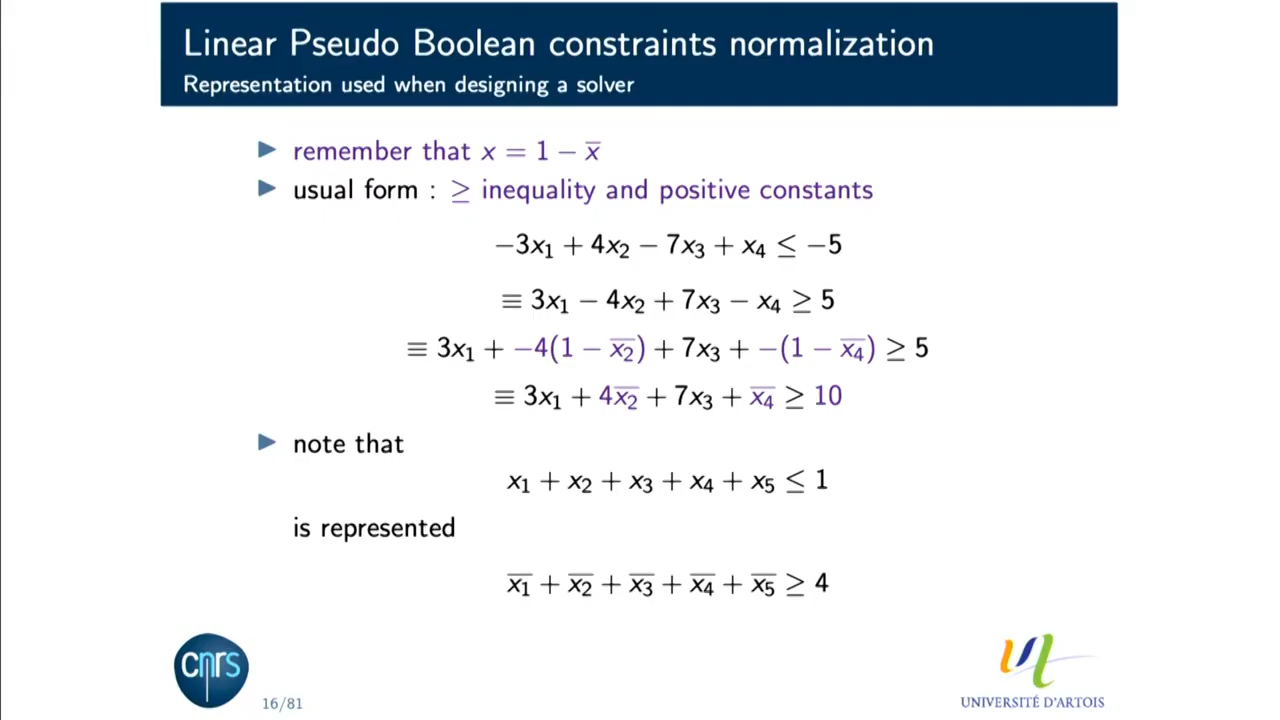 Linear Pseudo Boolean constraints normalization
Representation used when designing a solver
▶ remember that x = 1 − x̅
▶ usual form : ≥ inequality and positive constants
−3x₁ + 4x₂ − 7x₃ + x₄ ≤ −5
≡ 3x₁ − 4x₂ + 7x₃ − x₄ ≥ 5
≡ 3x₁ + −4(1 − x̅₂) + 7x₃ + −(1 − x̅₄) ≥ 5
≡ 3x₁ + 4x̅₂ + 7x₃ + x̅₄ ≥ 10
▶ note that
x₁ + x₂ + x₃ + x₄ + x₅ ≤ 1
is represented
x̅₁ + x̅₂ + x̅₃ + x̅₄ + x̅₅ ≥ 4
cnrs
16/81
UNIVERSITÉ D'ARTOIS